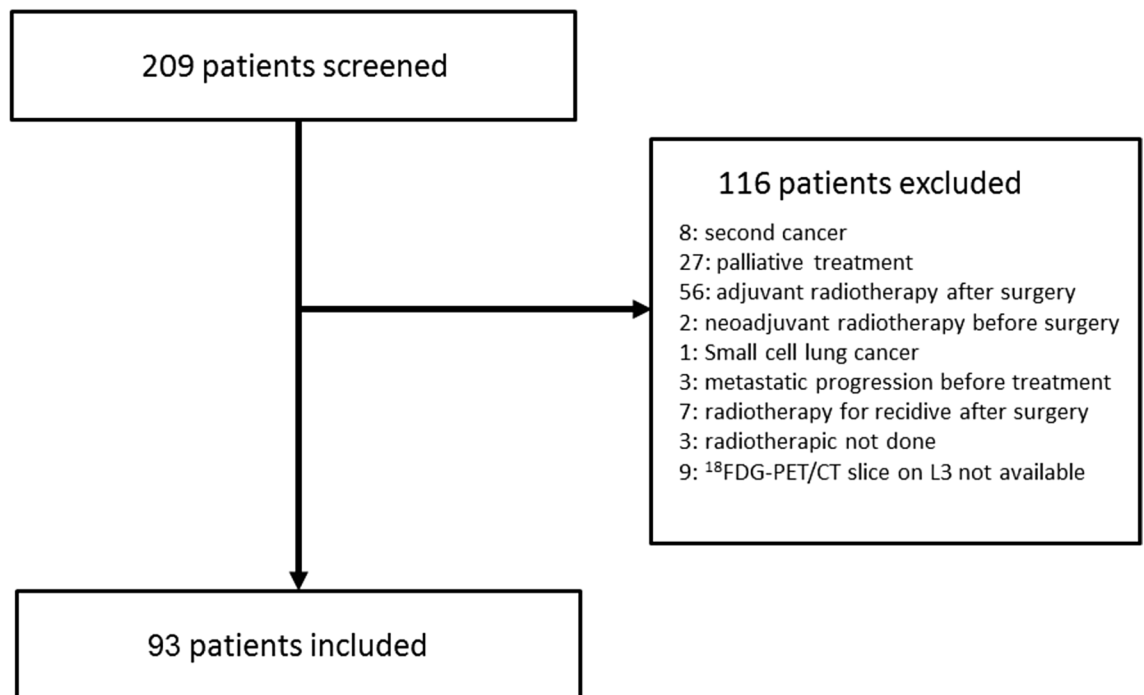 209 patients screened
116 patients excluded
8: second cancer
27: palliative treatment
56: adjuvant radiotherapy after surgery
2: neoadjuvant radiotherapy before surgery
1: Small cell lung cancer
3: metastatic progression before treatment
7: radiotherapy for recidive after surgery
3: radiotherapic not done
9: ¹⁸FDG-PET/CT slice on L3 not available
93 patients included